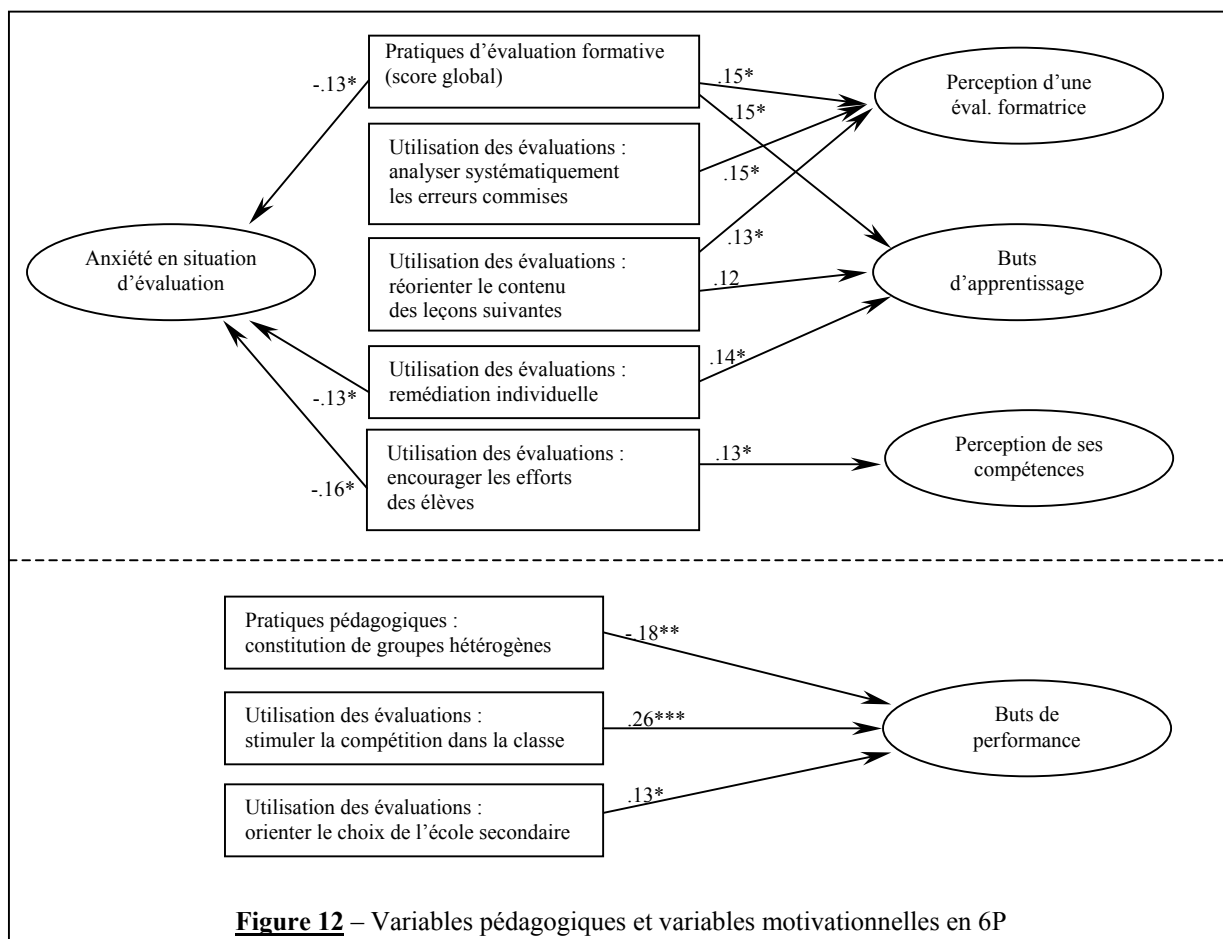 Pratiques d'évaluation formative
(score global)
-.13*
.15*
.15*
Perception d'une
éval. formatrice
Utilisation des évaluations :
analyser systématiquement
les erreurs commises
.15*
Anxiété en situation
d'évaluation
Utilisation des évaluations :
réorienter le contenu
des leçons suivantes
.13*
.12
Buts
d'apprentissage
Utilisation des évaluations :
remédiation individuelle
-.13*
.14*
Utilisation des évaluations :
encourager les efforts
des élèves
-.16*
.13*
Perception de ses
compétences
Pratiques pédagogiques :
constitution de groupes hétérogènes
-.18**
Utilisation des évaluations :
stimuler la compétition dans la classe
.26***
Buts de
performance
Utilisation des évaluations :
orienter le choix de l'école secondaire
.13*
Figure 12 – Variables pédagogiques et variables motivationnelles en 6P